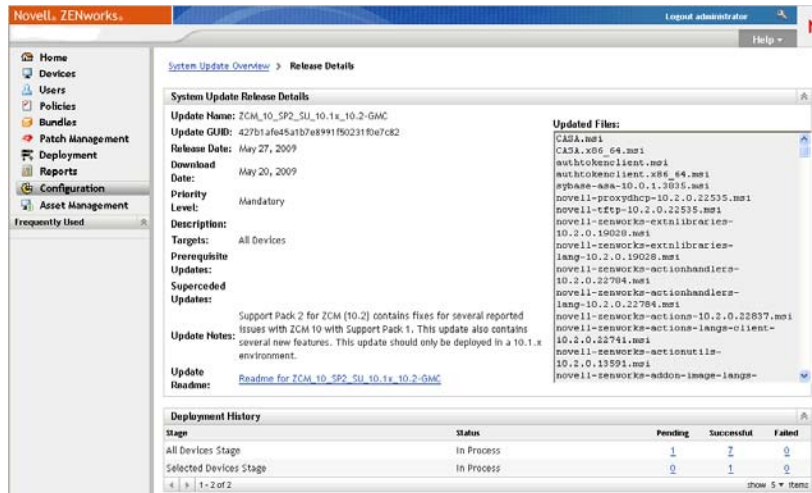 Novell. ZENworks.
Logout administrator
Help
Home
Devices
Users
Policies
Bundles
Patch Management
Deployment
Reports
Configuration
Asset Management
Frequently Used
System Update Overview > Release Details
System Update Release Details
Update Name: ZCM_10_SP2_SU_10.1x_10.2-GMC
Update GUID: 427b1afe45a1b7e8991f50231f0e7c82
Release Date: May 27, 2009
Download Date: May 20, 2009
Priority Level: Mandatory
Description:
Targets: All Devices
Prerequisite Updates:
Superceded Updates:
Update Notes: Support Pack 2 for ZCM (10.2) contains fixes for several reported
issues with ZCM 10 with Support Pack 1. This update also contains
several new features. This update should only be deployed in a 10.1.x
environment.
Update Readme: Readme for ZCM_10_SP2_SU_10.1x_10.2-GMC
Updated Files:
CASA.msi
CASA.x86_64.msi
authtokenclient.msi
authtokenclient.x86_64.msi
sybase-asa-10.0.1.3835.msi
novell-proxydhcp-10.2.0.22535.msi
novell-tftp-10.2.0.22535.msi
novell-zenworks-extnlibraries-
10.2.0.19028.msi
novell-zenworks-extnlibraries-
lang-10.2.0.19028.msi
novell-zenworks-actionhandlers-
10.2.0.22784.msi
novell-zenworks-actionhandlers-
lang-10.2.0.22784.msi
novell-zenworks-actions-10.2.0.22837.msi
novell-zenworks-actions-langs-client-
10.2.0.22741.msi
novell-zenworks-actionutils-
10.2.0.13591.msi
novell-zenworks-addon-image-langs-
Deployment History
Stage Status Pending Successful Failed
All Devices Stage In Process 1 7 0
Selected Devices Stage In Process 0 1 0
1 - 2 of 2
show 5 items